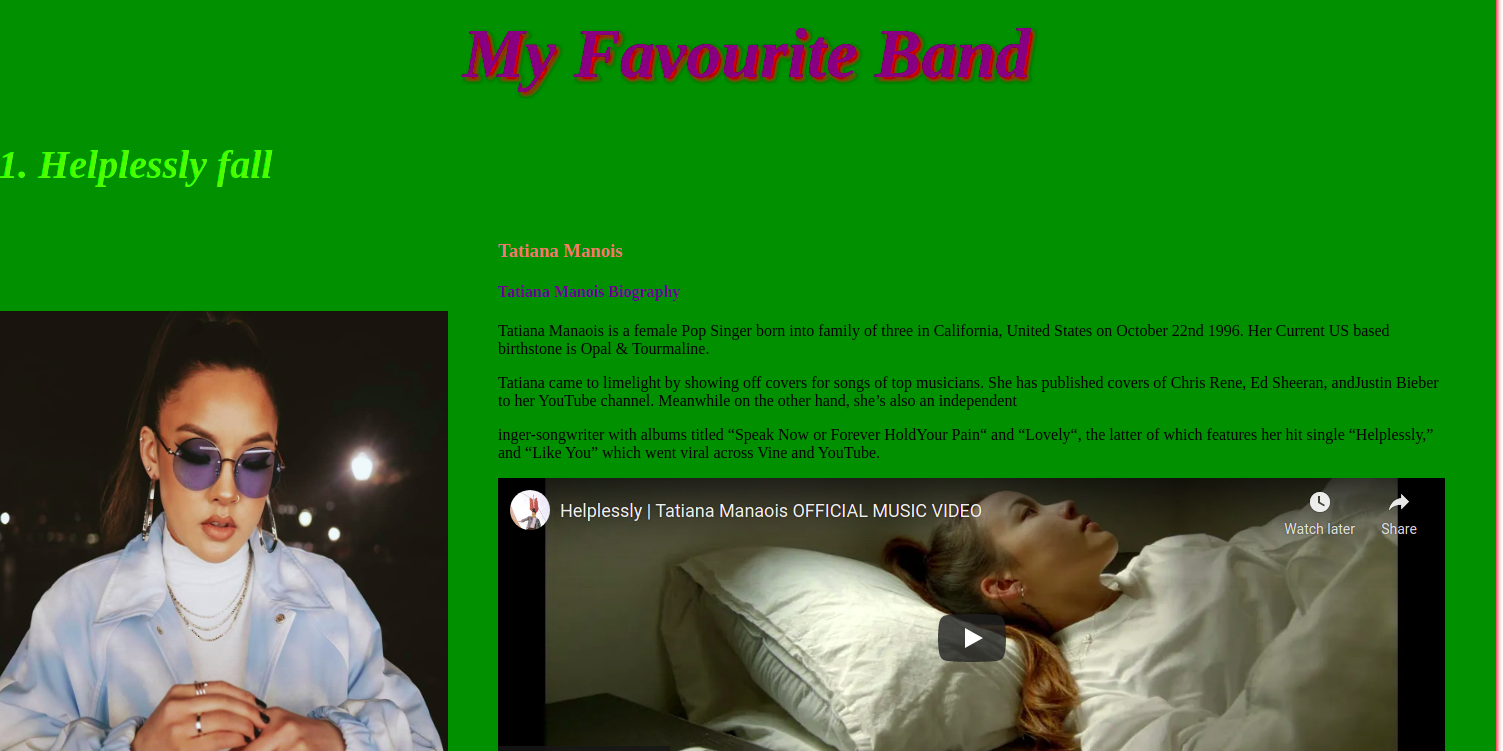 My Favourite Band
1. Helplessly fall
Tatiana Manois
Tatiana Manois Biography
Tatiana Manaois is a female Pop Singer born into family of three in California, United States on October 22nd 1996. Her Current US based
birthstone is Opal & Tourmaline.
Tatiana came to limelight by showing off covers for songs of top musicians. She has published covers of Chris Rene, Ed Sheeran, andJustin Bieber
to her YouTube channel. Meanwhile on the other hand, she’s also an independent
inger-songwriter with albums titled “Speak Now or Forever HoldYour Pain“ and “Lovely“, the latter of which features her hit single “Helplessly,”
and “Like You” which went viral across Vine and YouTube.
Helplessly | Tatiana Manaois OFFICIAL MUSIC VIDEO
Watch later Share